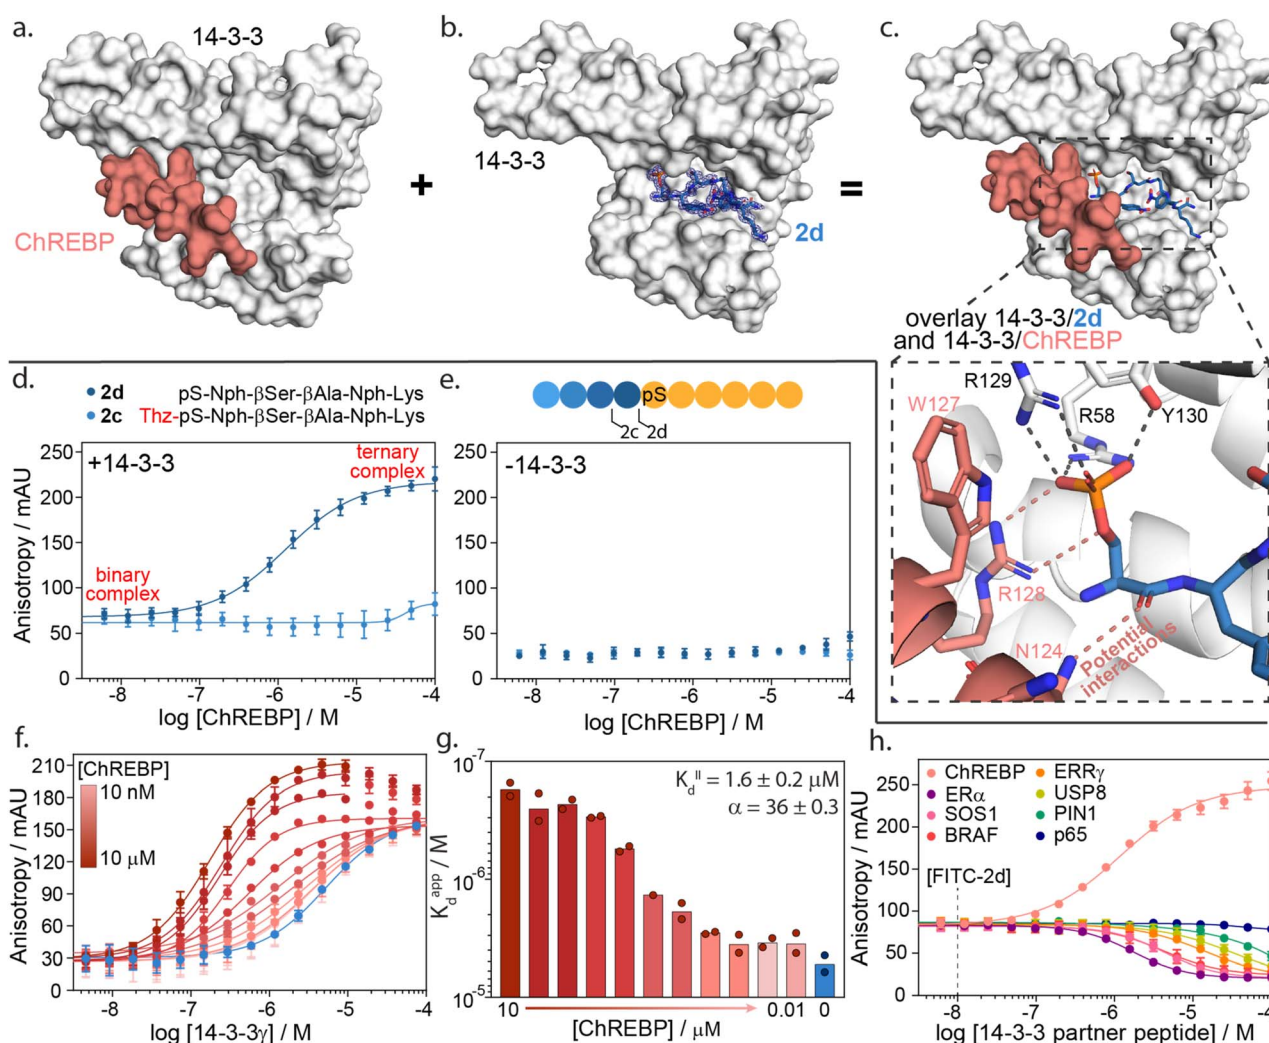 a.
14-3-3
ChREBP
+
b.
14-3-3
2d
=
c.
overlay 14-3-3/2d
and 14-3-3/ChREBP
R129
W127
R58
Y130
R128
N124
Potential
interactions
d.
2d pS-Nph-βSer-βAla-Nph-Lys
2c Thz-pS-Nph-βSer-βAla-Nph-Lys
+14-3-3
ternary
complex
binary
complex
Anisotropy / mAU
250
200
150
100
50
0
-8 -7 -6 -5 -4
log [ChREBP] / M
e.
pS
2c 2d
-14-3-3
250
200
150
100
50
0
-8 -7 -6 -5 -4
log [ChREBP] / M
f.
[ChREBP]
10 nM
10 μM
Anisotropy / mAU
210
180
150
120
90
60
30
0
-8 -7 -6 -5 -4
log [14-3-3γ] / M
g.
Kd^II = 1.6 ± 0.2 μM
α = 36 ± 0.3
Kd^app / M
10^-7
10^-6
10^-5
10 0.01 0
[ChREBP] / μM
h.
ChREBP
ERα
SOS1
BRAF
ERRγ
USP8
PIN1
p65
[FITC-2d]
Anisotropy / mAU
300
250
200
150
100
50
0
-8 -7 -6 -5 -4
log [14-3-3 partner peptide] / M